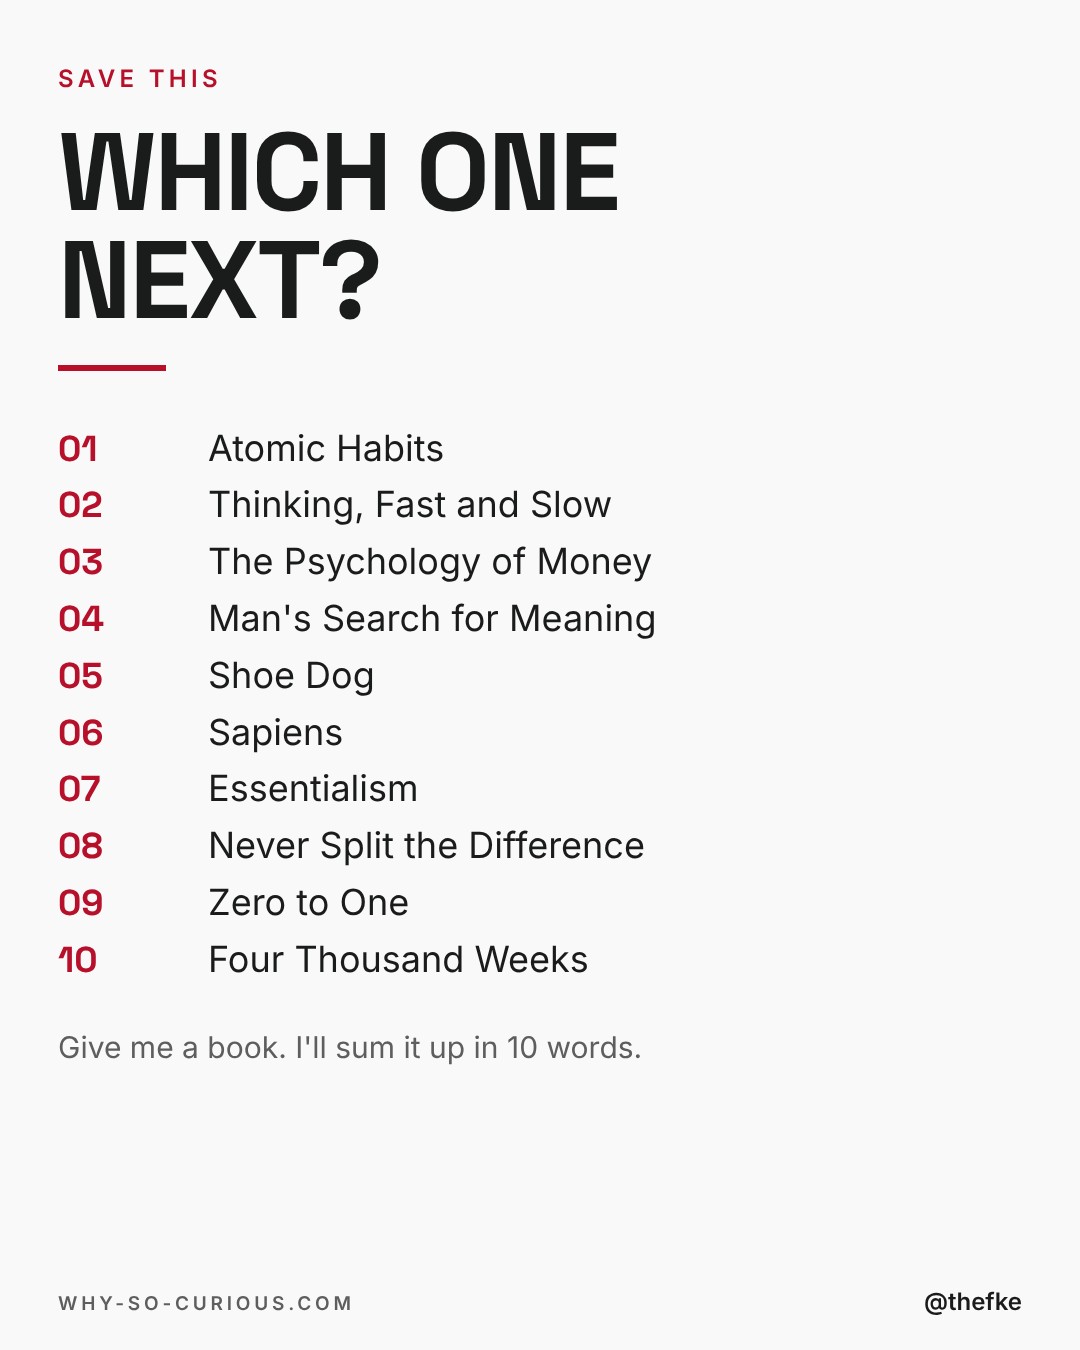 SAVE THIS
WHICH ONE
NEXT?
01 Atomic Habits
02 Thinking, Fast and Slow
03 The Psychology of Money
04 Man's Search for Meaning
05 Shoe Dog
06 Sapiens
07 Essentialism
08 Never Split the Difference
09 Zero to One
10 Four Thousand Weeks
Give me a book. I'll sum it up in 10 words.
WHY-SO-CURIOUS.COM @thefke